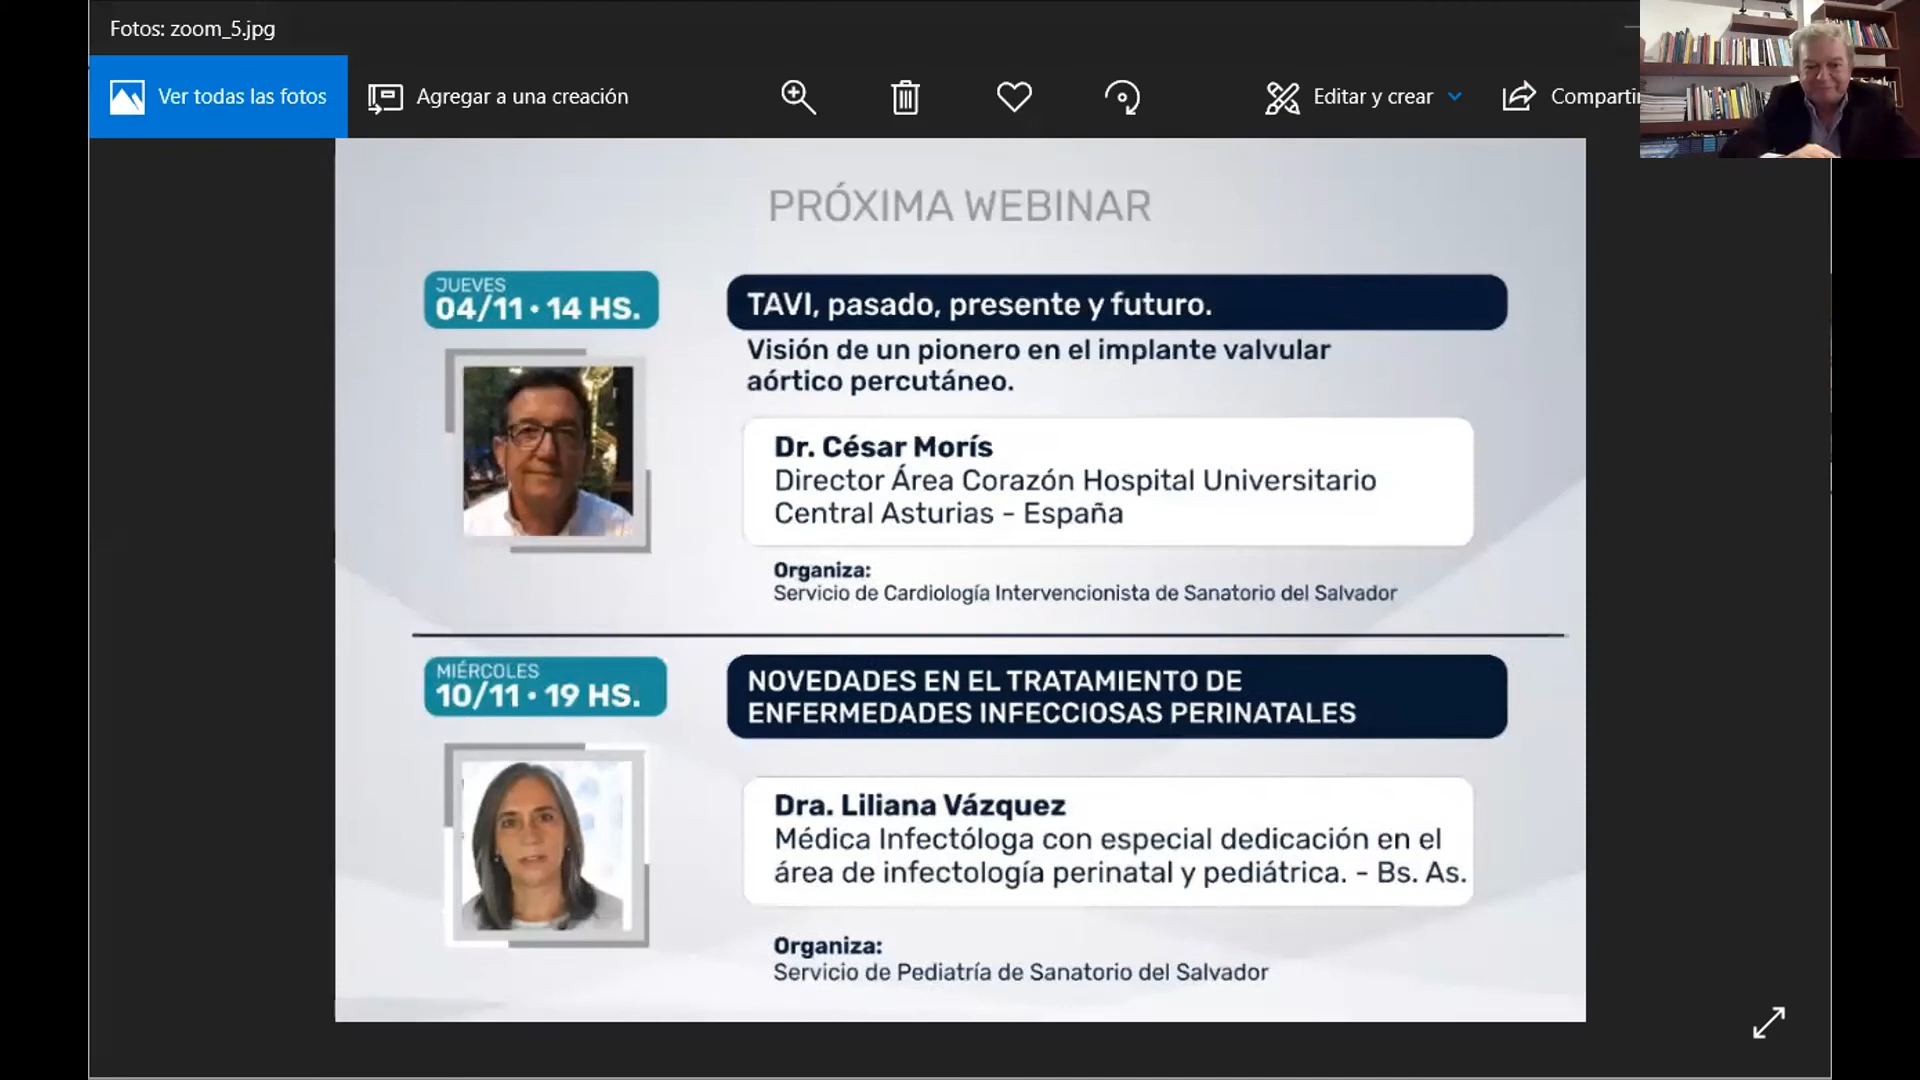 Fotos: zoom_5.jpg
Ver todas las fotos
Agregar a una creación
Editar y crear
PRÓXIMA WEBINAR
JUEVES
04/11 • 14 HS.
TAVI, pasado, presente y futuro.
Visión de un pionero en el implante valvular
aórtico percutáneo.
Dr. César Morís
Director Área Corazón Hospital Universitario
Central Asturias - España
Organiza:
Servicio de Cardiología Intervencionista de Sanatorio del Salvador
MIÉRCOLES
10/11 • 19 HS.
NOVEDADES EN EL TRATAMIENTO DE
ENFERMEDADES INFECCIOSAS PERINATALES
Dra. Liliana Vázquez
Médica Infectóloga con especial dedicación en el
área de infectología perinatal y pediátrica. - Bs. As.
Organiza:
Servicio de Pediatría de Sanatorio del Salvador